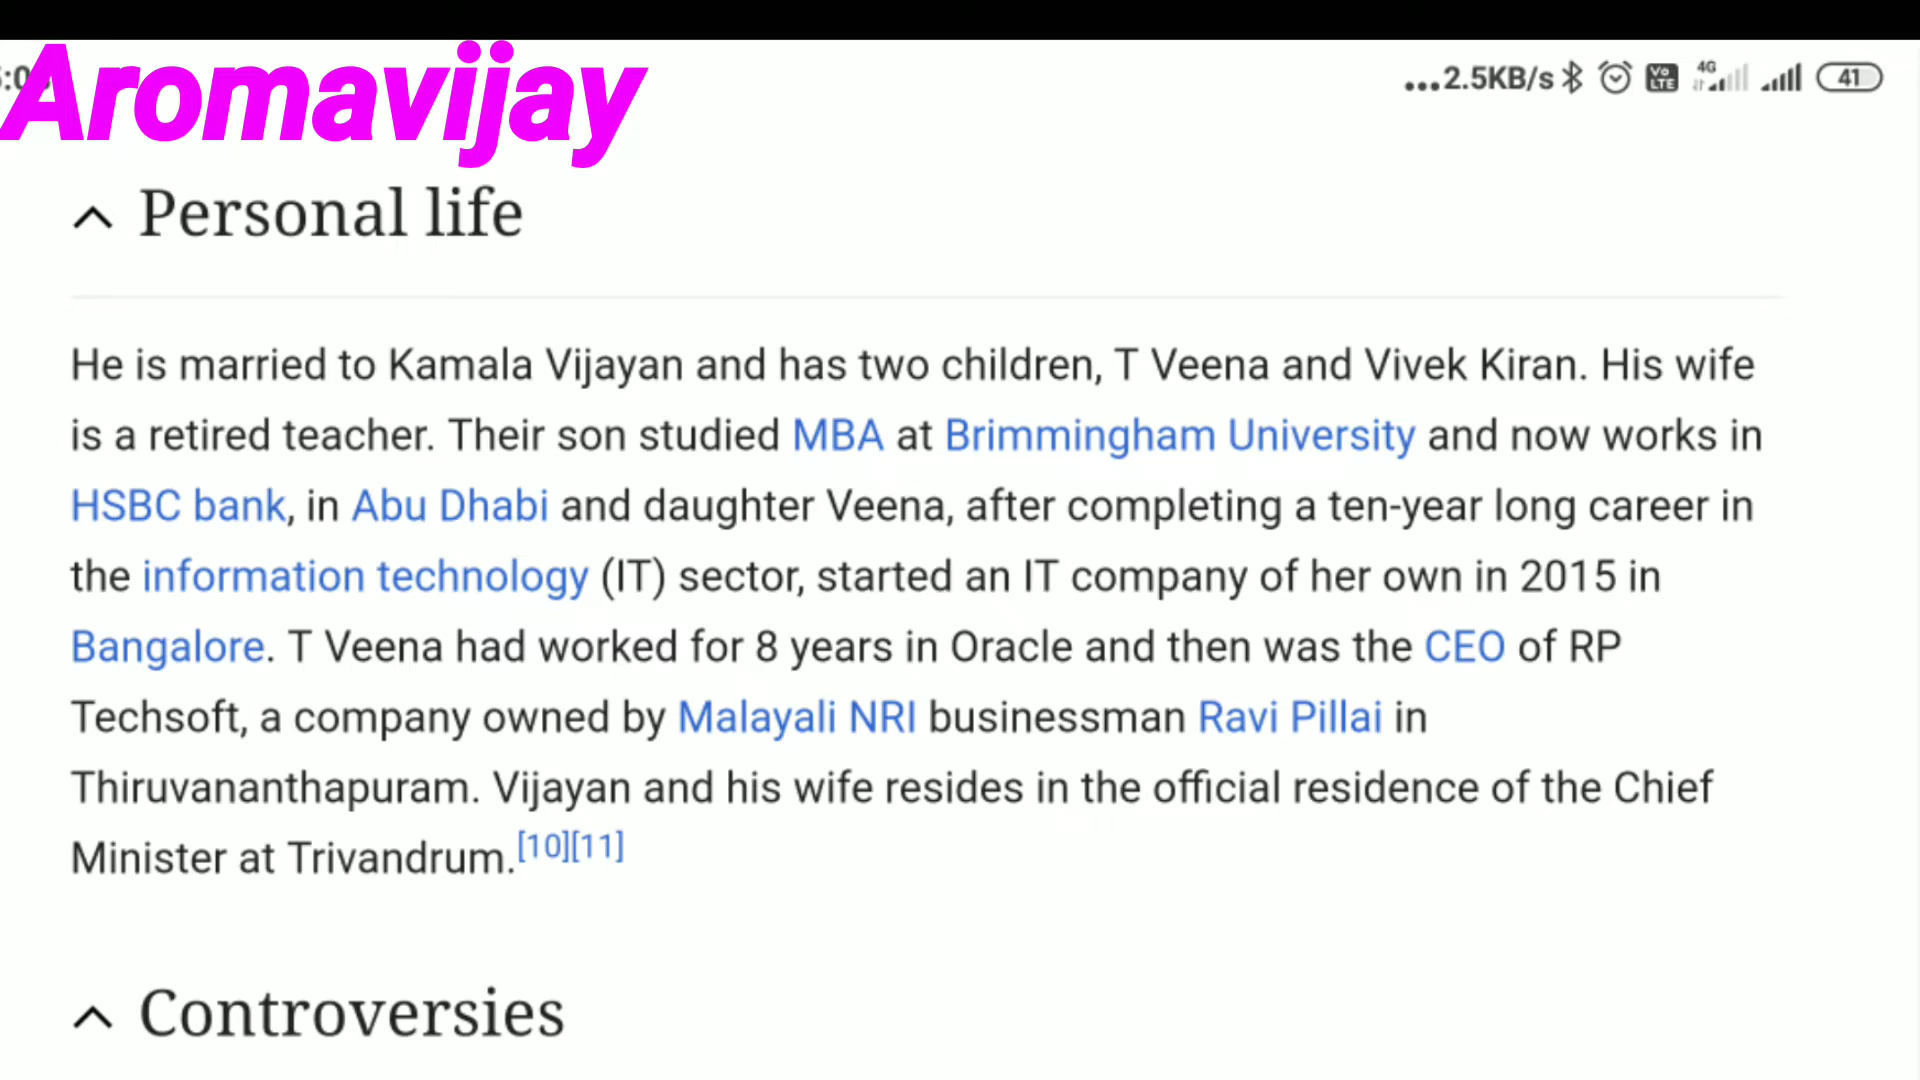 Aromavijay
...2.5KB/s 4G Vo LTE 41
Personal life
He is married to Kamala Vijayan and has two children, T Veena and Vivek Kiran. His wife
is a retired teacher. Their son studied MBA at Brimmingham University and now works in
HSBC bank, in Abu Dhabi and daughter Veena, after completing a ten-year long career in
the information technology (IT) sector, started an IT company of her own in 2015 in
Bangalore. T Veena had worked for 8 years in Oracle and then was the CEO of RP
Techsoft, a company owned by Malayali NRI businessman Ravi Pillai in
Thiruvananthapuram. Vijayan and his wife resides in the official residence of the Chief
Minister at Trivandrum.[10][11]
Controversies